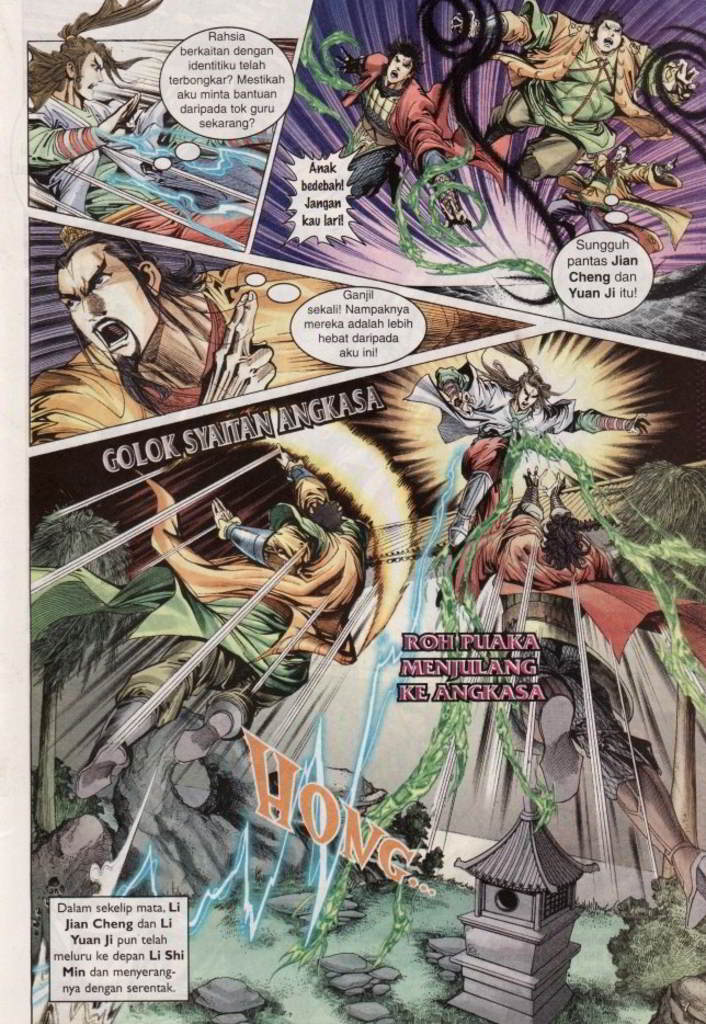 Rahsia
berkaitan dengan
identitiku telah
terbongkar? Mestikah
aku minta bantuan
daripada tok guru
sekarang?
Anak
bedebah!
Jangan
kau lari!
Sungguh
pantas Jian
Cheng dan
Yuan Ji itu!
Ganjil
sekali! Nampaknya
mereka adalah lebih
hebat daripada
aku ini!
GOLOK SYAITAN ANGKASA
ROH PUAKA
MENJULANG
KE ANGKASA
HONG...
Dalam sekelip mata, Li
Jian Cheng dan Li
Yuan Ji pun telah
meluru ke depan Li Shi
Min dan menyerang-
nya dengan serentak.